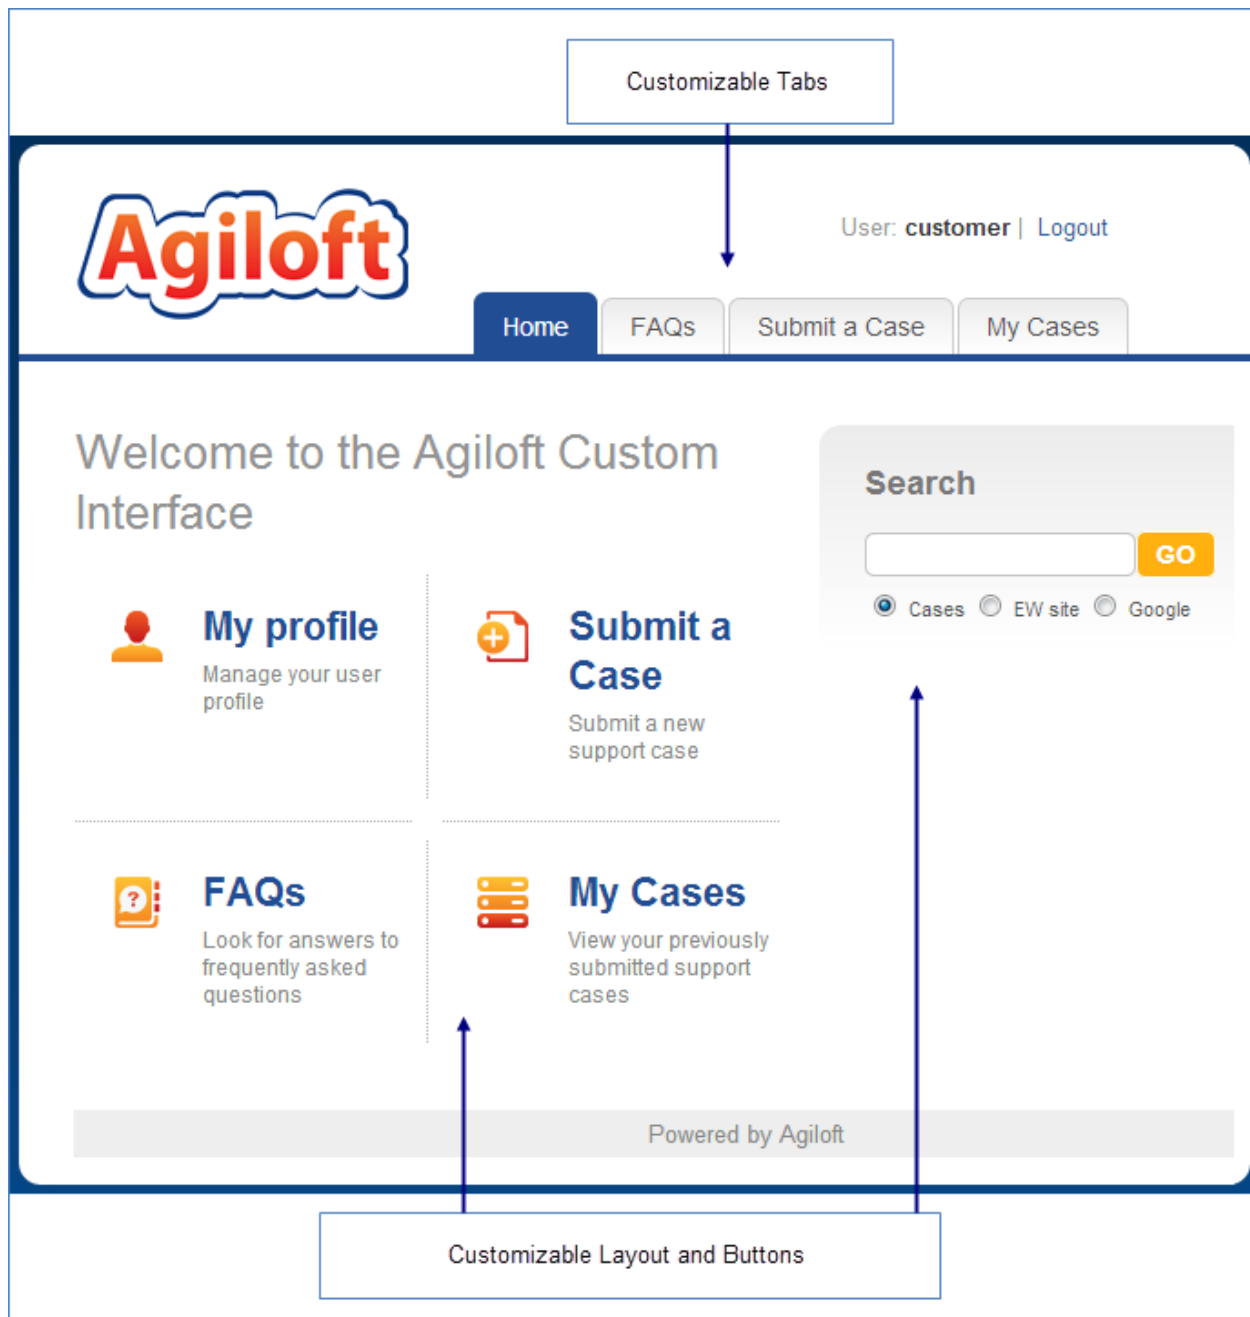 Customizable Tabs
Agiloft
User: customer | Logout
Home FAQs Submit a Case My Cases
Welcome to the Agiloft Custom
Interface
Search
GO
Cases EW site Google
My profile
Manage your user
profile
Submit a
Case
Submit a new
support case
FAQs
Look for answers to
frequently asked
questions
My Cases
View your previously
submitted support
cases
Powered by Agiloft
Customizable Layout and Buttons